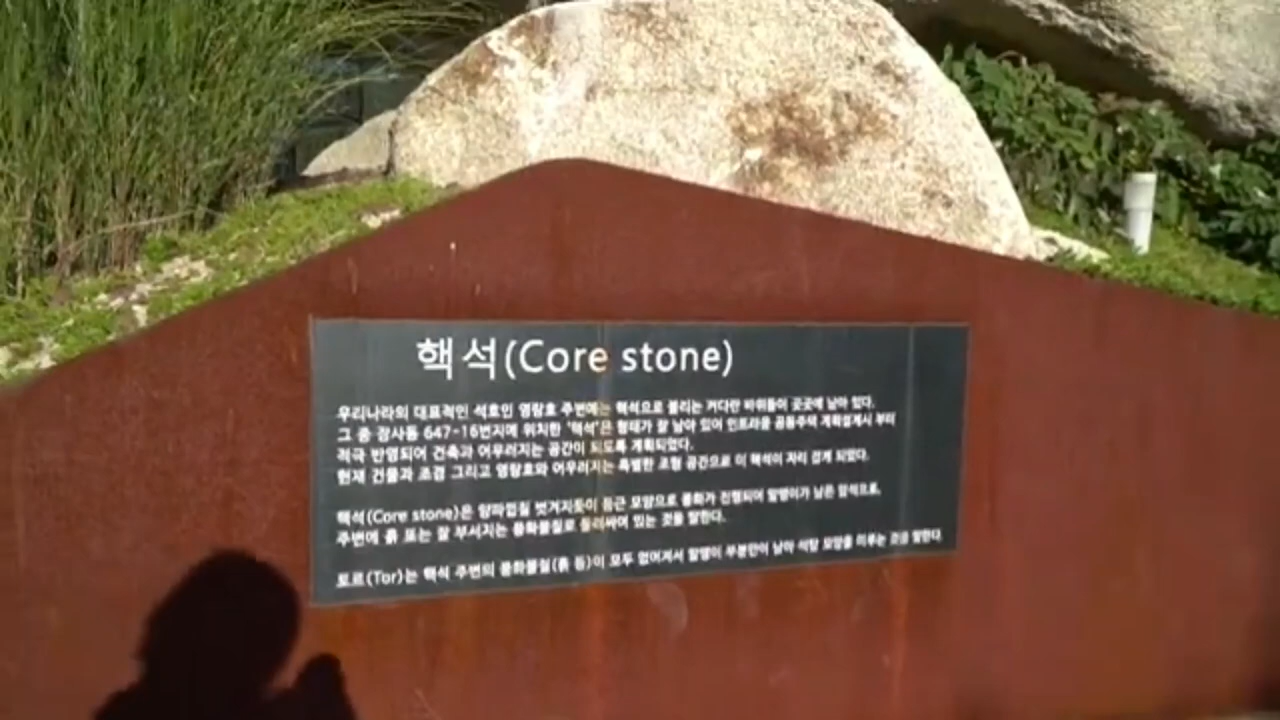 핵석(Core stone)
우리나라의 대표적인 석호인 영랑호 주변에는 핵석으로 불리는 커다란 바위들이 곳곳에 남아 있다.
그 중 장사동 647-16번지에 위치한 '핵석'은 형태가 잘 남아 있어 인트라움 공동주택 계획설계시 부터
적극 반영되어 건축과 어우러지는 공간이 되도록 계획되었다.
현재 건물과 조경 그리고 영랑호와 어우러지는 특별한 조형 공간으로 이 핵석이 자리 잡게 되었다.
핵석(Core stone)은 양파껍질 벗겨지듯이 둥근 모양으로 풍화가 진행되어 알맹이가 남은 암석으로,
주변에 흙 또는 잘 부서지는 풍화물질로 둘러싸여 있는 것을 말한다.
토르(Tor)는 핵석 주변의 풍화물질(흙 등)이 모두 없어져서 알맹이 부분만이 남아 석탑 모양을 이루는 것을 말한다.